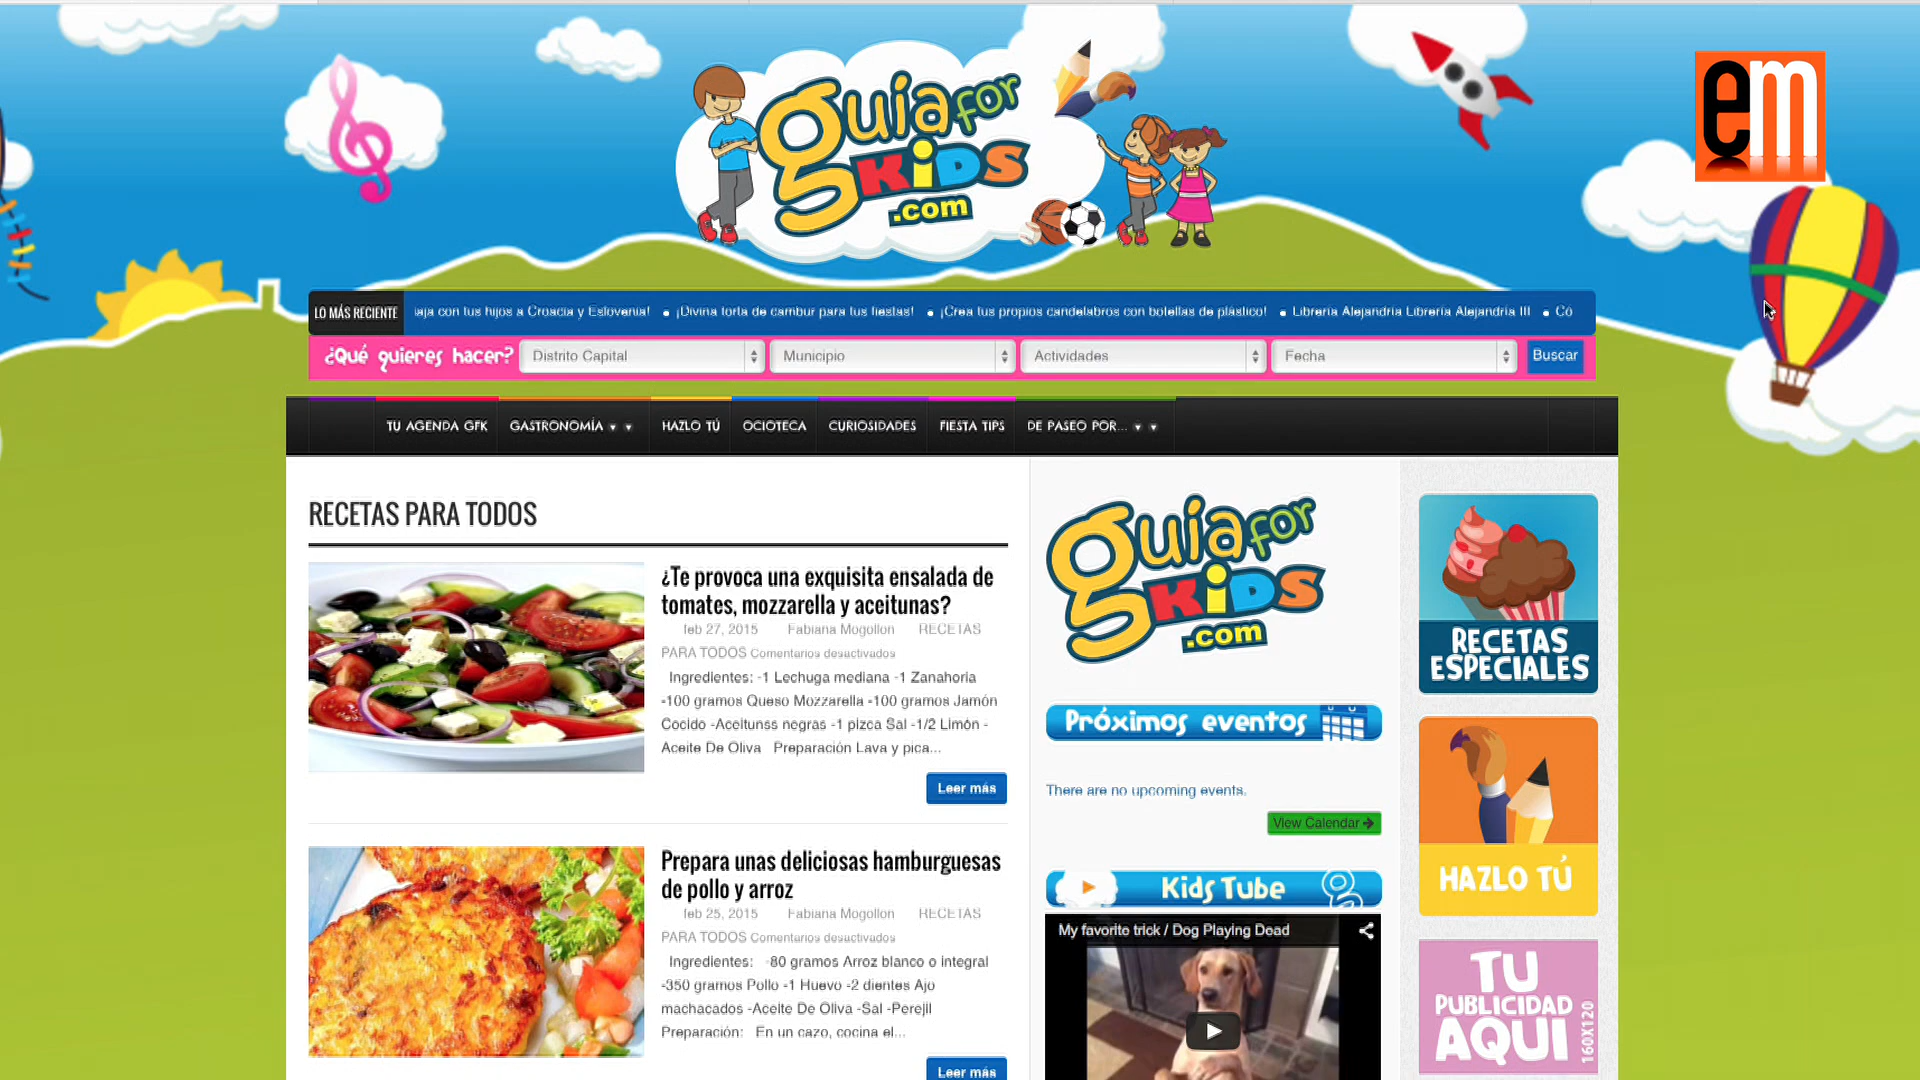 guía for
KiDS
.com
em
LO MÁS RECIENTE
aja con tus hijos a Croacia y Eslovenia! • ¡Divina torta de cambur para tus fiestas! • ¡Crea tus propios candelabros con botellas de plástico! • Librería Alejandría Librería Alejandría III • Có
¿Qué quieres hacer? Distrito Capital Municipio Actividades Fecha Buscar
TU AGENDA GFK GASTRONOMÍA HAZLO TÚ OCIOTECA CURIOSIDADES FIESTA TIPS DE PASEO POR...
RECETAS PARA TODOS
¿Te provoca una exquisita ensalada de
tomates, mozzarella y aceitunas?
feb 27, 2015 Fabiana Mogollon RECETAS
PARA TODOS Comentarios desactivados
Ingredientes: -1 Lechuga mediana -1 Zanahoria
-100 gramos Queso Mozzarella -100 gramos Jamón
Cocido -Aceitunss negras -1 pizca Sal -1/2 Limón -
Aceite De Oliva Preparación Lava y pica...
Leer más
Prepara unas deliciosas hamburguesas
de pollo y arroz
feb 25, 2015 Fabiana Mogollon RECETAS
PARA TODOS Comentarios desactivados
Ingredientes: -80 gramos Arroz blanco o integral
-350 gramos Pollo -1 Huevo -2 dientes Ajo
machacados -Aceite De Oliva -Sal -Perejil
Preparación: En un cazo, cocina el...
Leer más
guía for
KiDS
.com
Próximos eventos
There are no upcoming events.
View Calendar
Kids Tube
My favorite trick / Dog Playing Dead
RECETAS
ESPECIALES
HAZLO TÚ
TU
PUBLICIDAD
AQUI
160X120